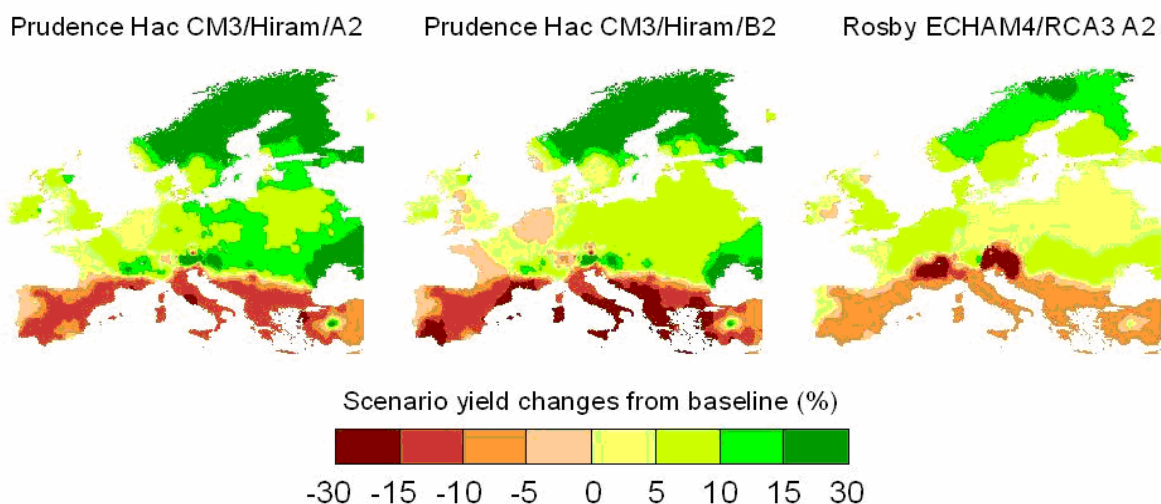 Prudence Hac CM3/Hiram/A2
Prudence Hac CM3/Hiram/B2
Rosby ECHAM4/RCA3 A2
Scenario yield changes from baseline (%)
-30 -15 -10 -5 0 5 10 15 30